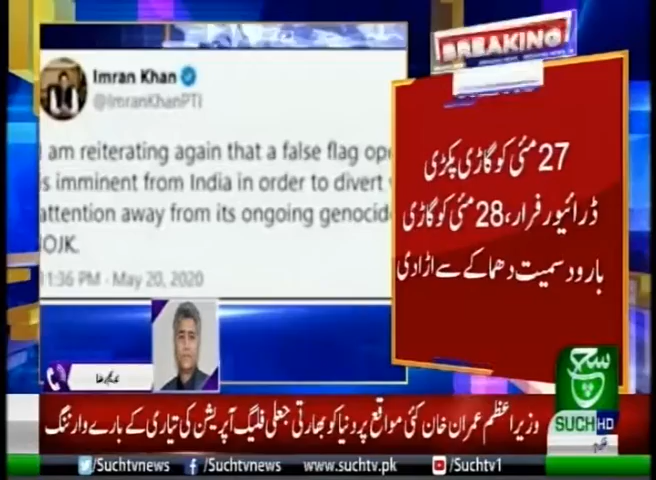 BREAKING
Imran Khan
@ImranKhanPTI
I am reiterating again that a false flag ope
is imminent from India in order to divert
attention away from its ongoing genocid
IOJK.
11:36 PM · May 20, 2020
27 مئی کو گاڑی پکڑی
ڈرائیور فرار، 28 مئی کو گاڑی
بارود سمیت دھماکے سے اڑادی
سچ
SUCH HD
وزیراعظم عمران خان کئی مواقع پر دنیا کو بھارتی جعلی فلیگ آپریشن کی تیاری کے بارے وارننگ
/Suchtvnews /Suchtvnews www.suchtv.pk /Suchtv1